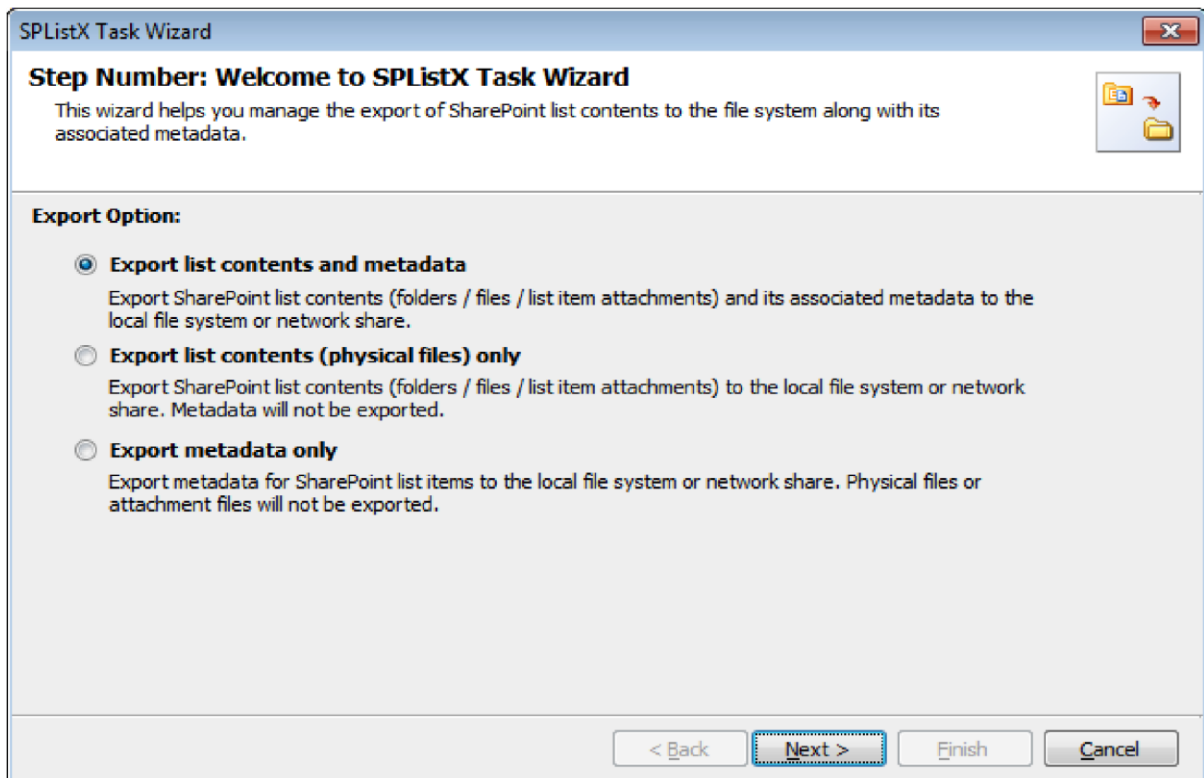 SPListX Task Wizard
Step Number: Welcome to SPListX Task Wizard
This wizard helps you manage the export of SharePoint list contents to the file system along with its
associated metadata.
Export Option:
Export list contents and metadata
Export SharePoint list contents (folders / files / list item attachments) and its associated metadata to the
local file system or network share.
Export list contents (physical files) only
Export SharePoint list contents (folders / files / list item attachments) to the local file system or network
share. Metadata will not be exported.
Export metadata only
Export metadata for SharePoint list items to the local file system or network share. Physical files or
attachment files will not be exported.
< Back Next > Finish Cancel